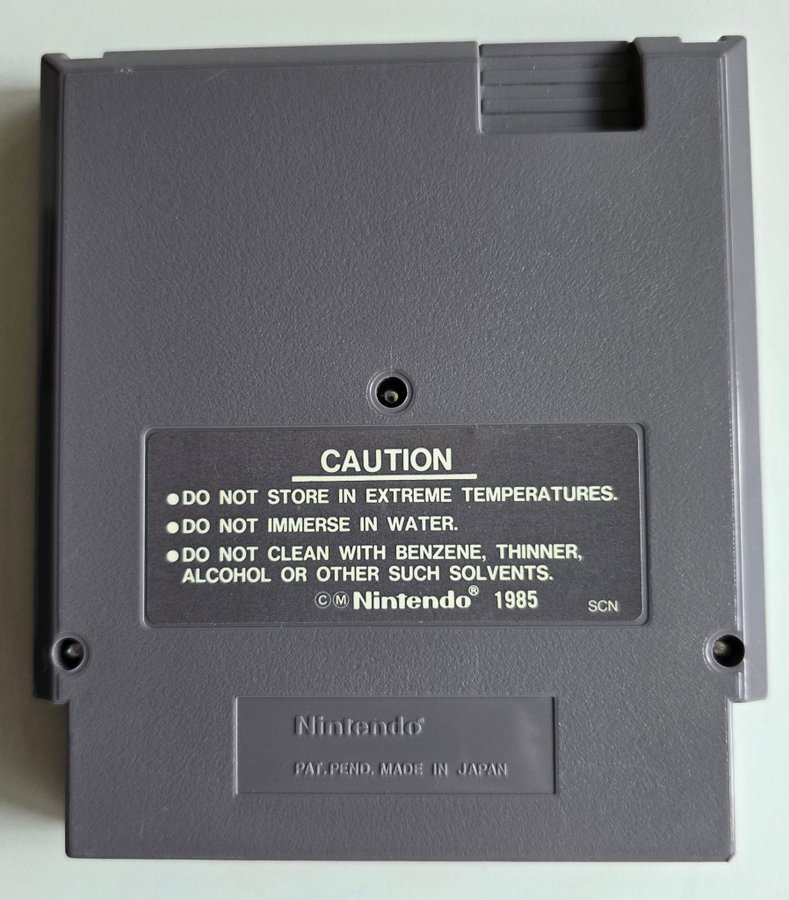 CAUTION
●DO NOT STORE IN EXTREME TEMPERATURES.
●DO NOT IMMERSE IN WATER.
●DO NOT CLEAN WITH BENZENE, THINNER,
ALCOHOL OR OTHER SUCH SOLVENTS.
ⒸⓂNintendo® 1985 SCN
Nintendo®
PAT.PEND. MADE IN JAPAN